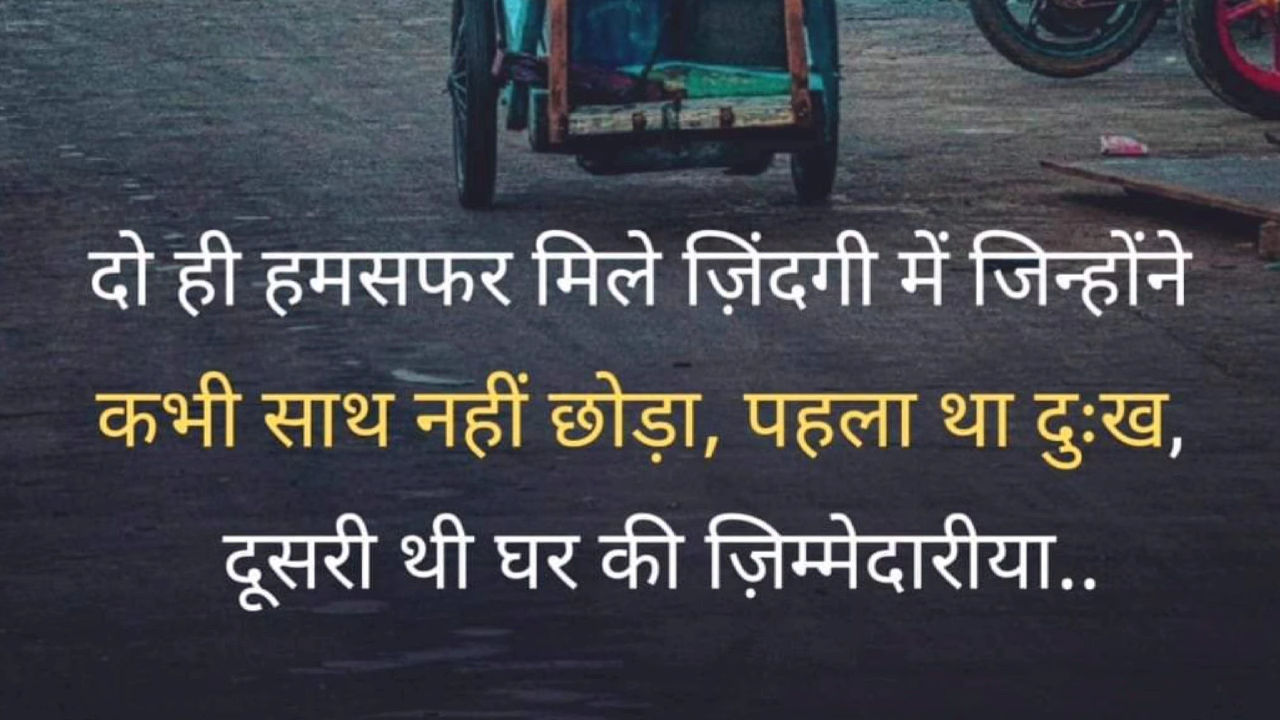 दो ही हमसफर मिले ज़िंदगी में जिन्होंने
कभी साथ नहीं छोड़ा, पहला था दुःख,
दूसरी थी घर की ज़िम्मेदारीया..